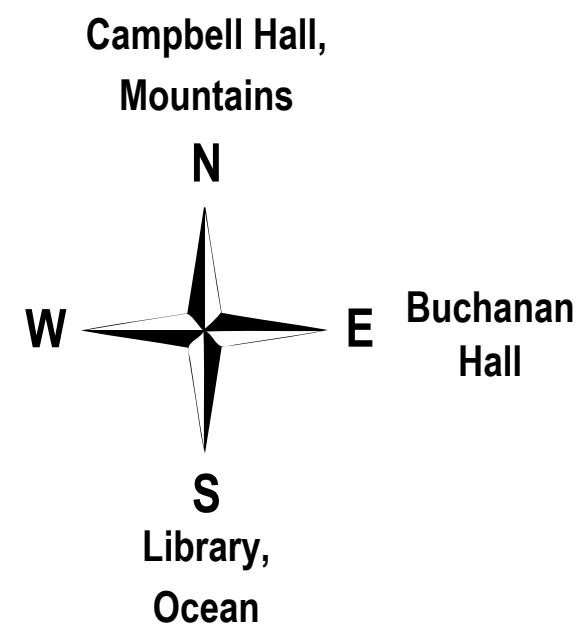 Campbell Hall,
Mountains
N
W
E
Buchanan
Hall
S
Library,
Ocean